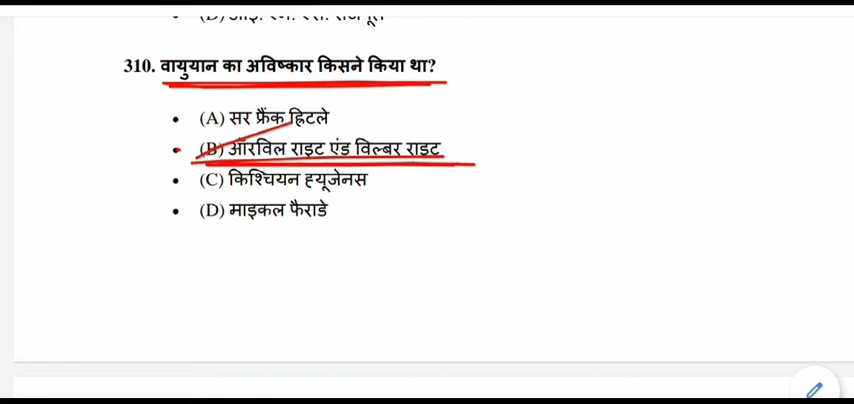 310. वायुयान का अविष्कार किसने किया था?
• (A) सर फ्रैंक ह्विटले
• (B) ऑरविल राइट एंड विल्बर राइट
• (C) किश्चियन ह्यूजेनस
• (D) माइकल फैराडे